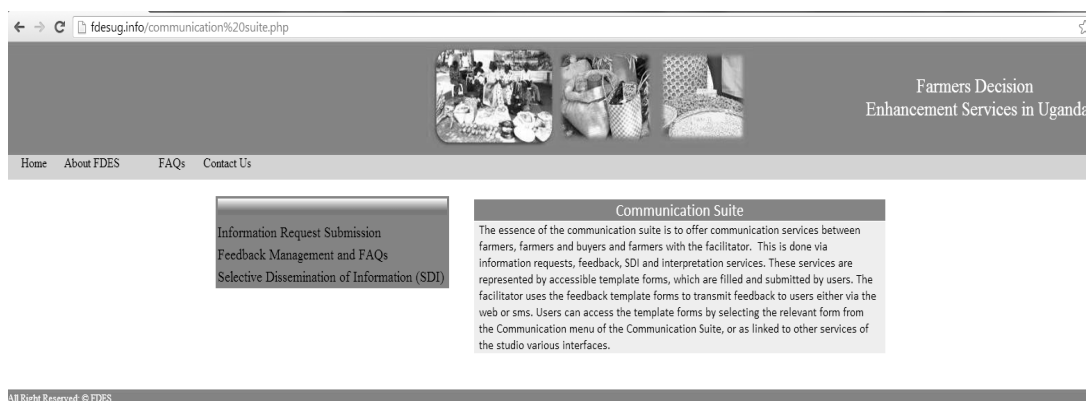 fdesug.info/communication%20suite.php
Farmers Decision
Enhancement Services in Uganda
Home About FDES FAQs Contact Us
Information Request Submission
Feedback Management and FAQs
Selective Dissemination of Information (SDI)
Communication Suite
The essence of the communication suite is to offer communication services between
farmers, farmers and buyers and farmers with the facilitator. This is done via
information requests, feedback, SDI and interpretation services. These services are
represented by accessible template forms, which are filled and submitted by users. The
facilitator uses the feedback template forms to transmit feedback to users either via the
web or sms. Users can access the template forms by selecting the relevant form from
the Communication menu of the Communication Suite, or as linked to other services of
the studio various interfaces.
All Right Reserved: © FDES